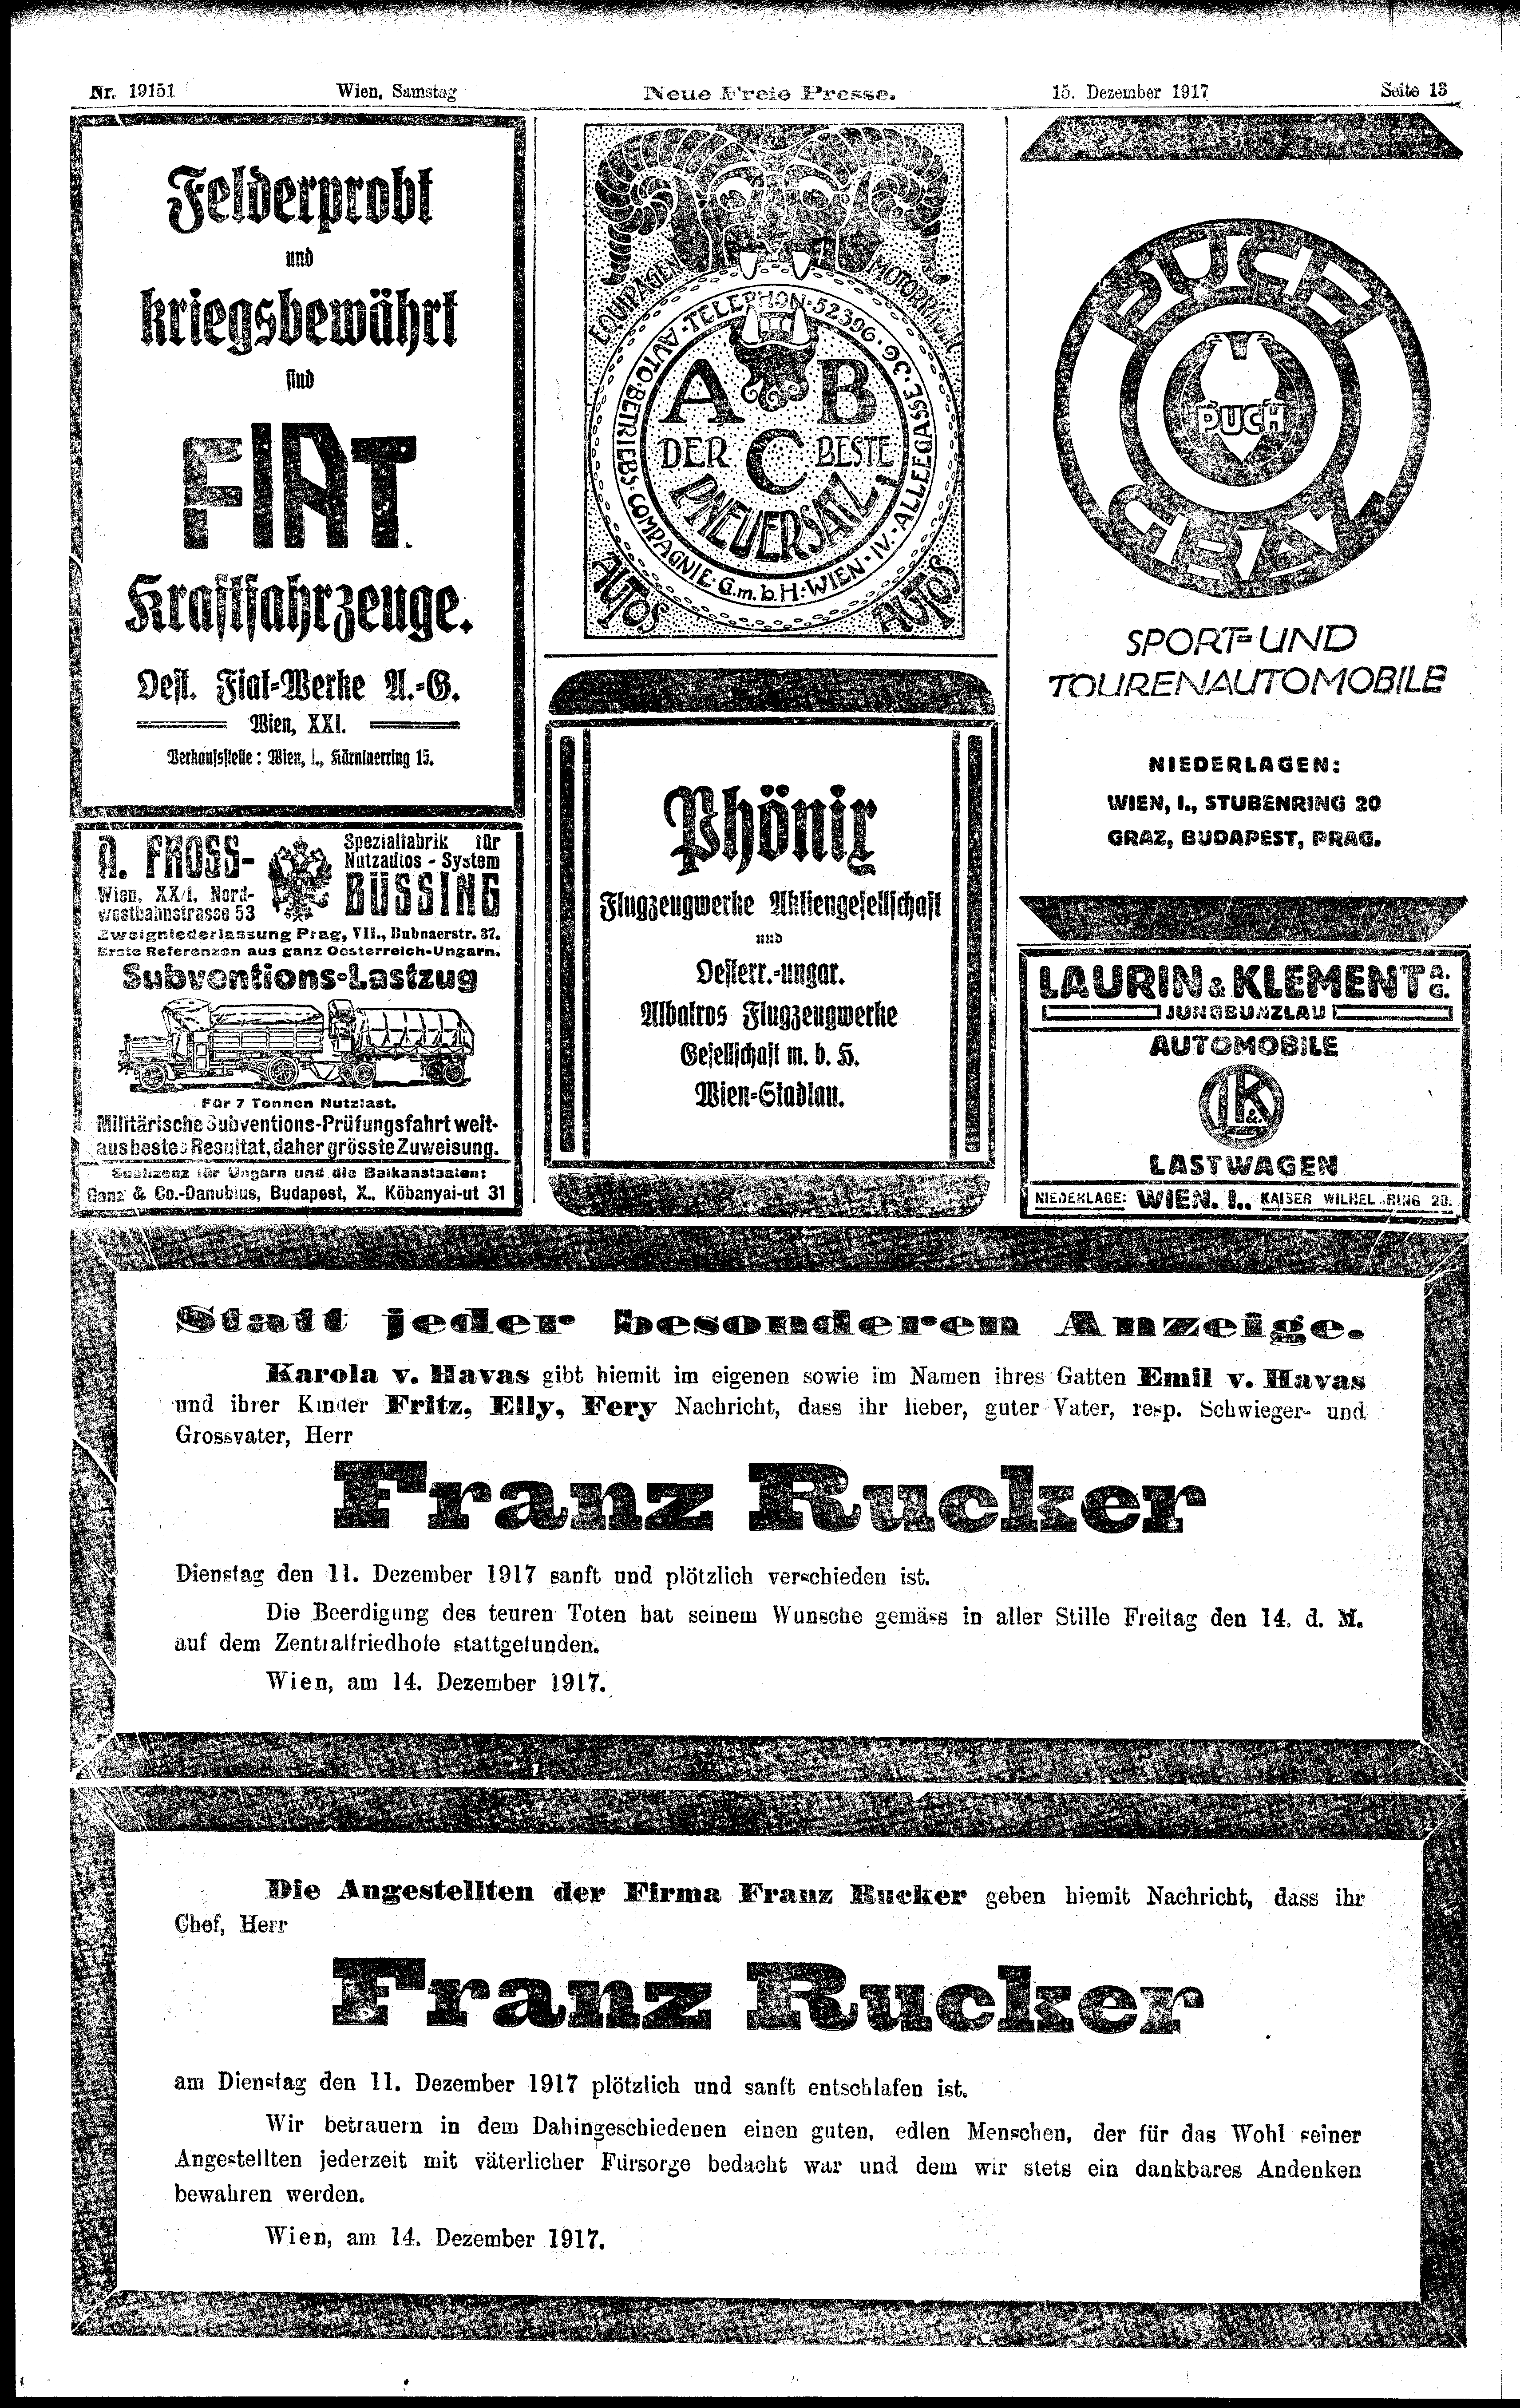 Nr. 19151 Wien, Samstag Neue Freie Presse. 15. Dezember 1917 Seite 13
Felderprobt
und
kriegsbewährt
sind
FIAT
Kraftfahrzeuge.
Oest. Fiat-Werke A.-G.
Wien, XXI.
Verkaufsstelle: Wien, I., Kärntnerring 15.
A. FROSS-
BÜSSING
Spezialfabrik für
Nutzautos - System
Wien, XX/1, Nord-
westbahnstrasse 53
Zweigniederlassung Prag, VII., Bubnaerstr. 37.
Erste Referenzen aus ganz Oesterreich-Ungarn.
Subventions-Lastzug
Für 7 Tonnen Nutzlast.
Militärische Subventions-Prüfungsfahrt weit-
aus bestes Resultat, daher grösste Zuweisung.
Sublizenz für Ungarn und die Balkanstaaten:
Ganz & Co.-Danubius, Budapest, X., Köbanyai-ut 31
EQUIPAGEN
AUTOBETRIEBS-COMPAGNIE G.m.b.H. WIEN IV. ALLEEGASSE 36 TELEPHON 52396
A B C
DER BESTE
PNEUERSATZ
AUTOS AUTOS
Phönix
Flugzeugwerke Aktiengesellschaft
und
Oesterr.-ungar.
Albatros Flugzeugwerke
Gesellschaft m. b. H.
Wien-Stadlau.
PUCH
PUCH
SPORT- UND
TOURENAUTOMOBILE
NIEDERLAGEN:
WIEN, I., STUBENRING 20
GRAZ, BUDAPEST, PRAG.
LAURIN & KLEMENT A. G.
JUNGBUNZLAU
AUTOMOBILE
L&K
LASTWAGEN
NIEDERLAGE: WIEN, I., KAISER WILHELM-RING 20.
Statt jeder besonderen Anzeige.
Karola v. Havas gibt hiemit im eigenen sowie im Namen ihres Gatten Emil v. Havas
und ihrer Kinder Fritz, Elly, Fery Nachricht, dass ihr lieber, guter Vater, resp. Schwieger- und
Grossvater, Herr
Franz Rucker
Dienstag den 11. Dezember 1917 sanft und plötzlich verschieden ist.
Die Beerdigung des teuren Toten hat seinem Wunsche gemäss in aller Stille Freitag den 14. d. M.
auf dem Zentralfriedhofe stattgefunden.
Wien, am 14. Dezember 1917.
Die Angestellten der Firma Franz Rucker geben hiemit Nachricht, dass ihr
Chef, Herr
Franz Rucker
am Dienstag den 11. Dezember 1917 plötzlich und sanft entschlafen ist.
Wir betrauern in dem Dahingeschiedenen einen guten, edlen Menschen, der für das Wohl seiner
Angestellten jederzeit mit väterlicher Fürsorge bedacht war und dem wir stets ein dankbares Andenken
bewahren werden.
Wien, am 14. Dezember 1917.